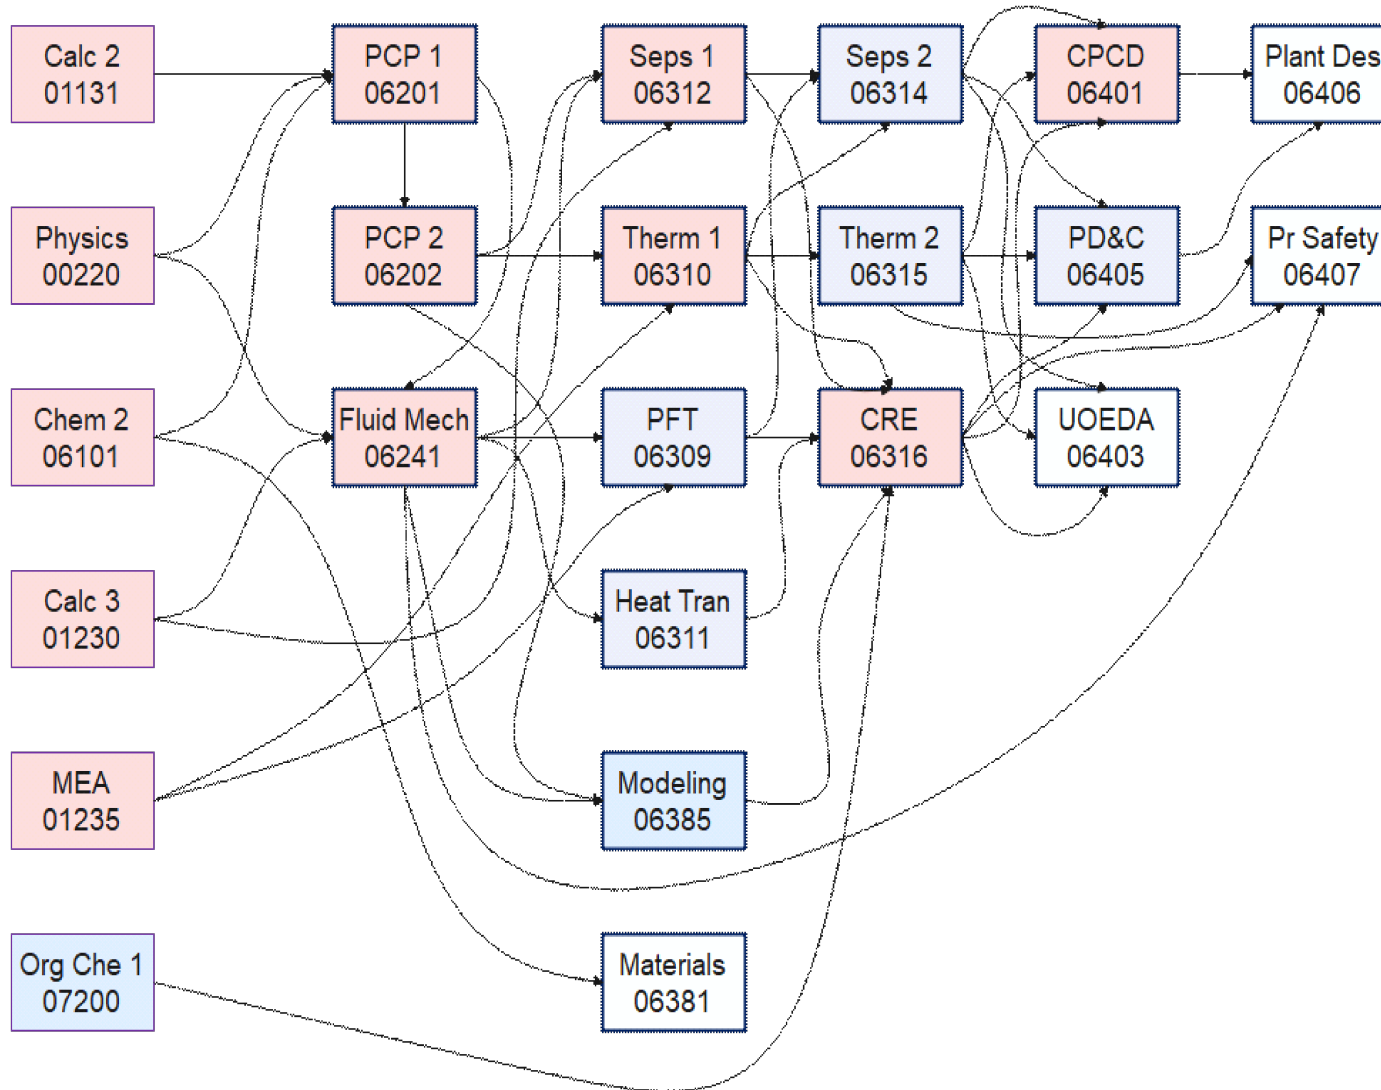 Calc 2
01131
PCP 1
06201
Seps 1
06312
Seps 2
06314
CPCD
06401
Plant Des
06406
Physics
00220
PCP 2
06202
Therm 1
06310
Therm 2
06315
PD&C
06405
Pr Safety
06407
Chem 2
06101
Fluid Mech
06241
PFT
06309
CRE
06316
UOEDA
06403
Calc 3
01230
Heat Tran
06311
MEA
01235
Modeling
06385
Org Che 1
07200
Materials
06381